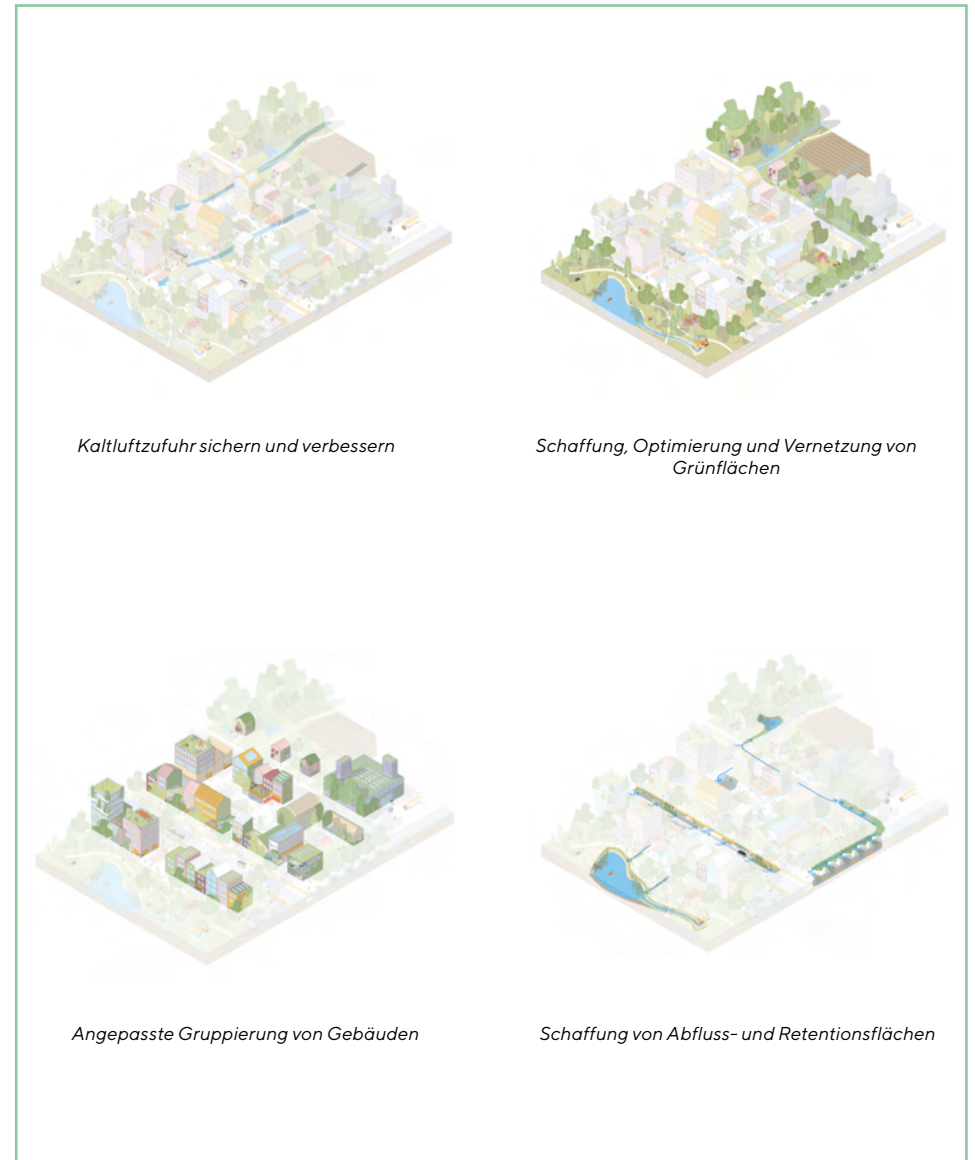 Kaltluftzufuhr sichern und verbessern
Schaffung, Optimierung und Vernetzung von
Grünflächen
Angepasste Gruppierung von Gebäuden
Schaffung von Abfluss- und Retentionsflächen